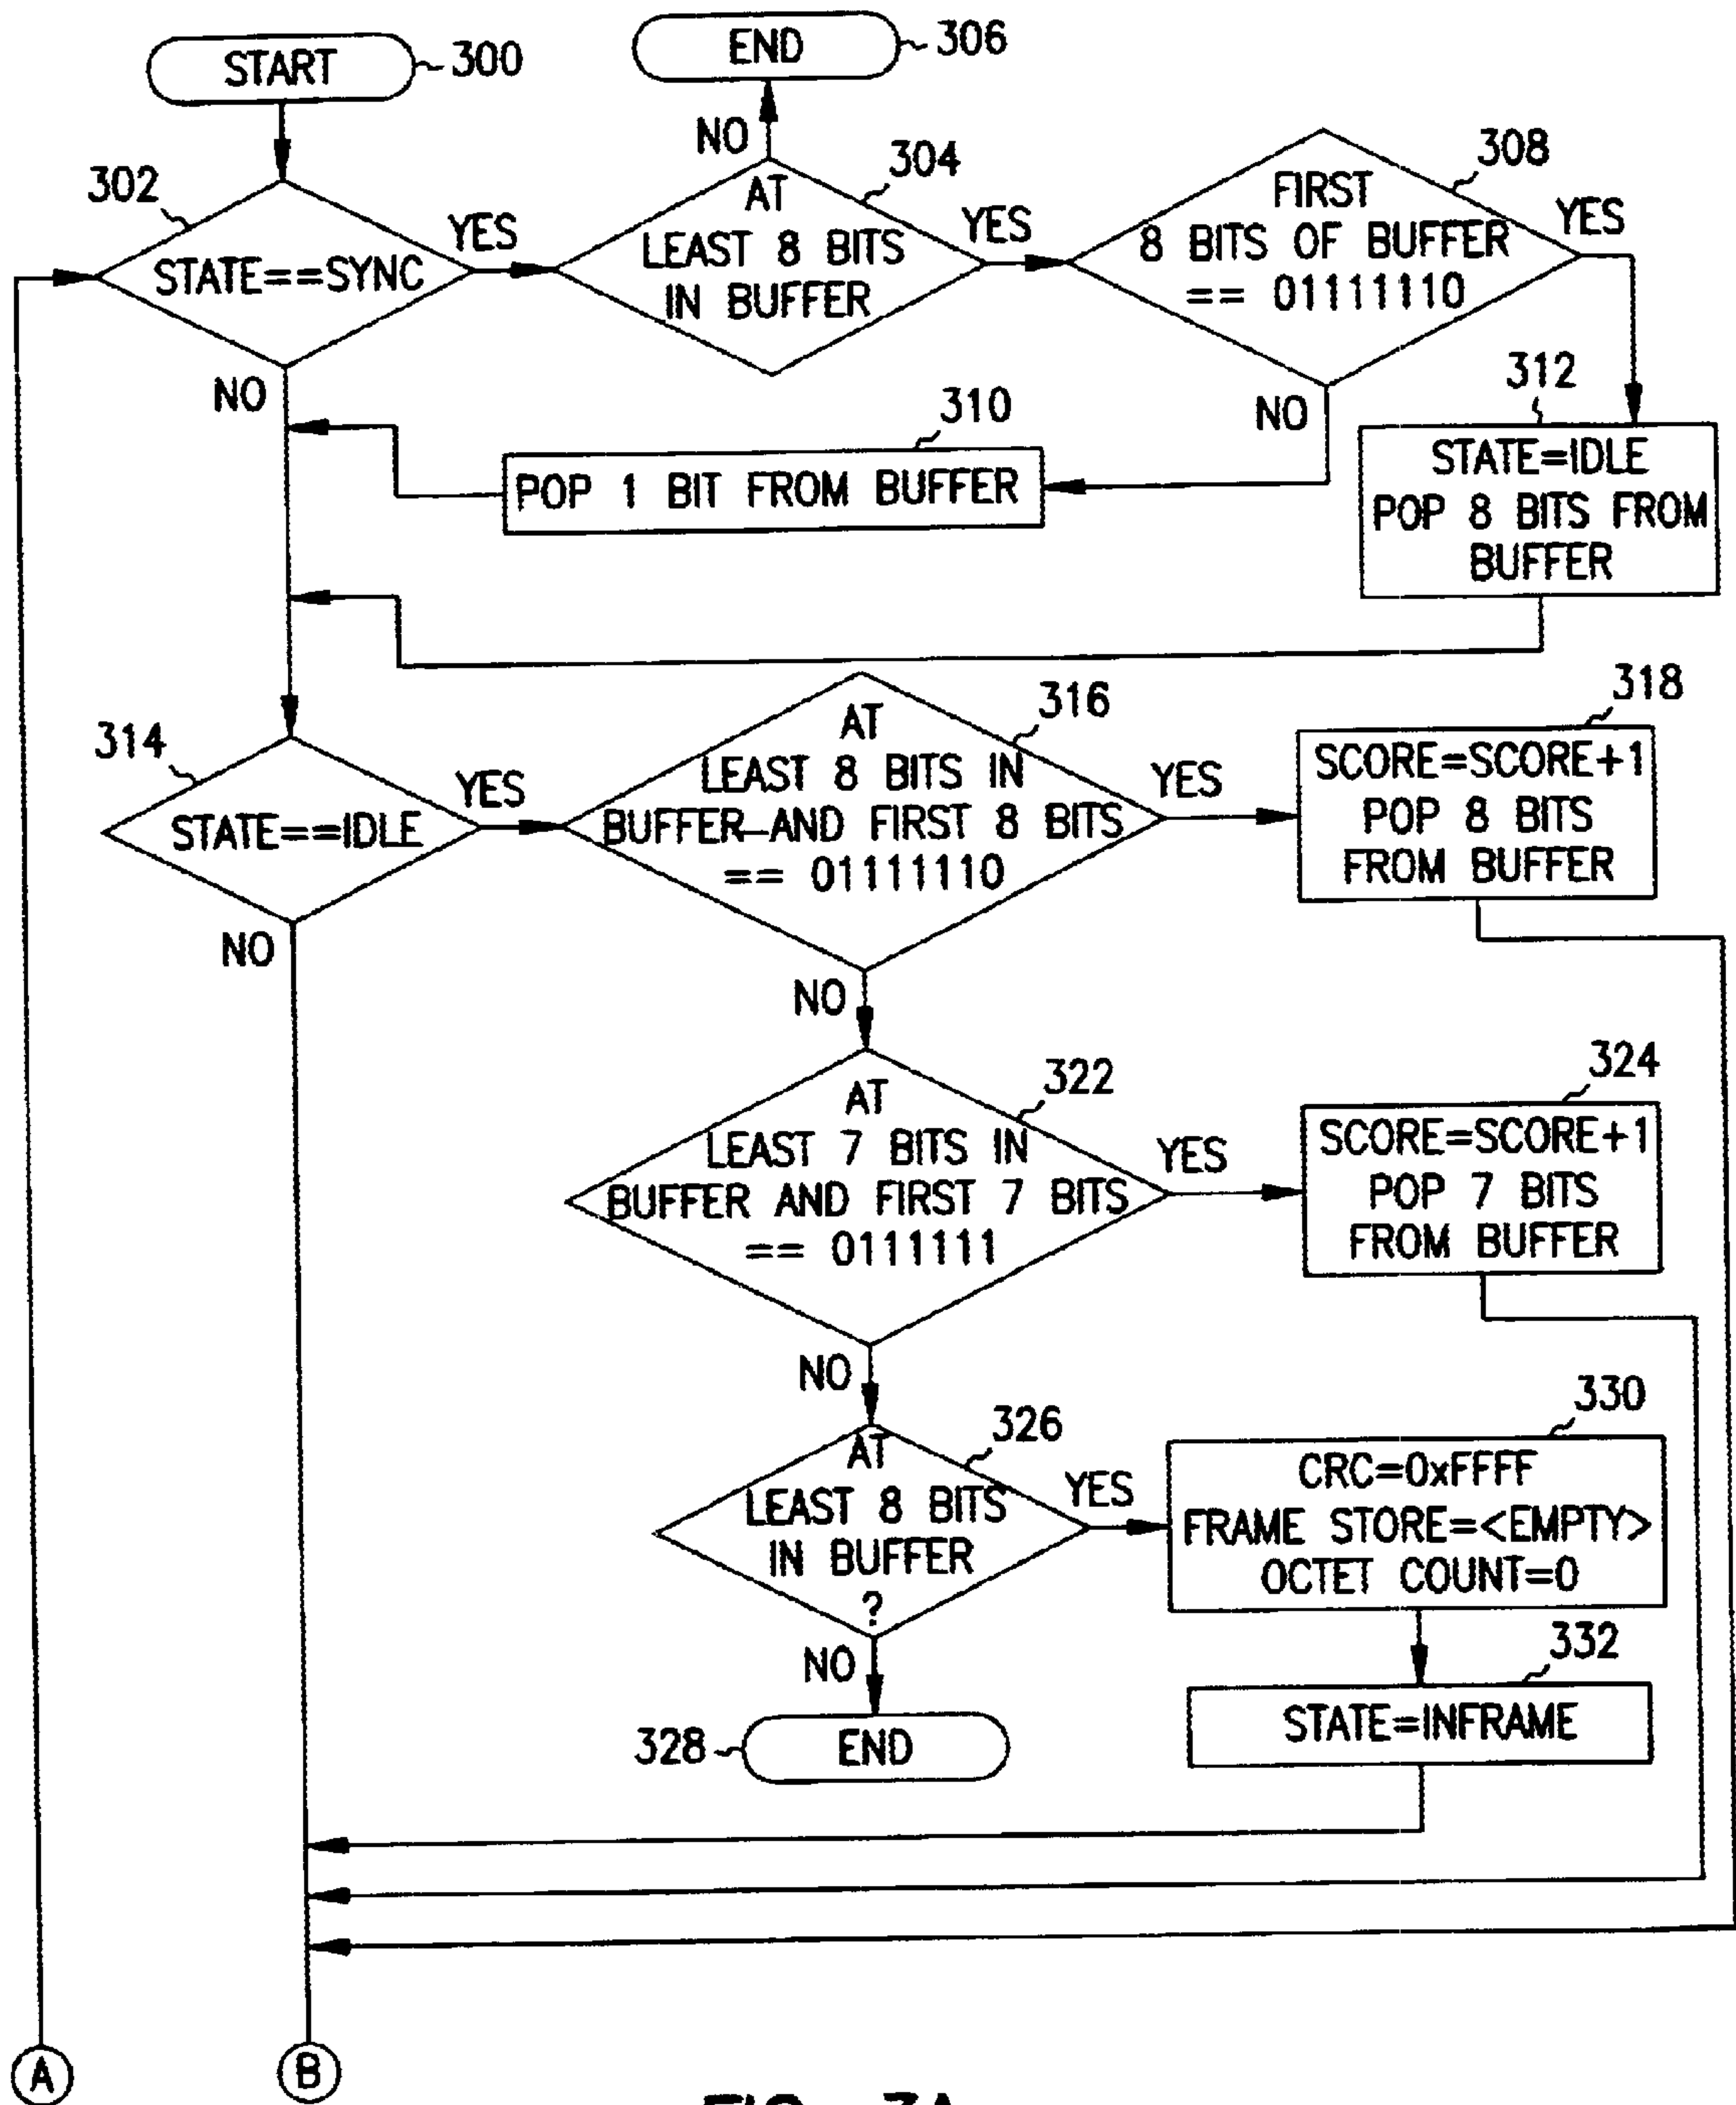 START
300
END
306
NO
302
STATE==SYNC
YES
304
AT
LEAST 8 BITS
IN BUFFER
YES
308
FIRST
8 BITS OF BUFFER
== 01111110
YES
NO
NO
310
POP 1 BIT FROM BUFFER
312
STATE=IDLE
POP 8 BITS FROM
BUFFER
314
STATE==IDLE
YES
316
AT
LEAST 8 BITS IN
BUFFER AND FIRST 8 BITS
== 01111110
YES
318
SCORE=SCORE+1
POP 8 BITS
FROM BUFFER
NO
NO
322
AT
LEAST 7 BITS IN
BUFFER AND FIRST 7 BITS
== 0111111
YES
324
SCORE=SCORE+1
POP 7 BITS
FROM BUFFER
NO
326
AT
LEAST 8 BITS
IN BUFFER
?
YES
330
CRC=0xFFFF
FRAME STORE=<EMPTY>
OCTET COUNT=0
NO
332
STATE=INFRAME
328
END
A
B
FIG. 3A